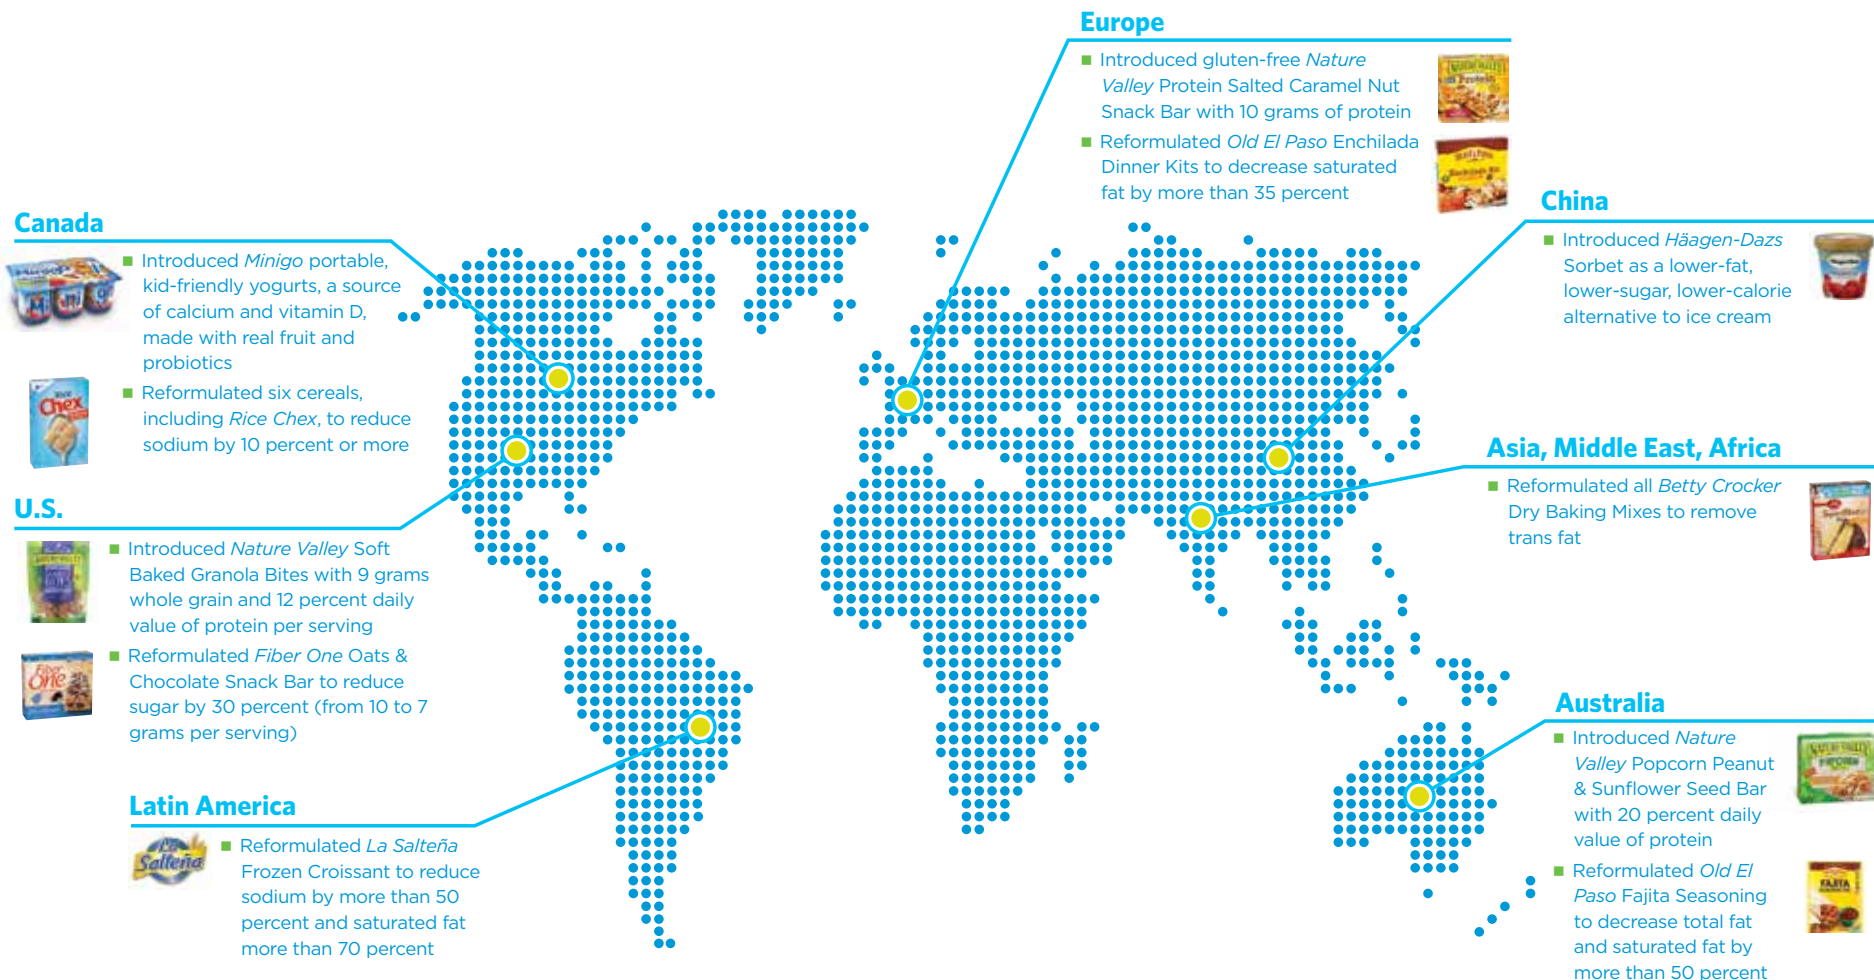 Europe
Introduced gluten-free Nature
Valley Protein Salted Caramel Nut
Snack Bar with 10 grams of protein
Reformulated Old El Paso Enchilada
Dinner Kits to decrease saturated
fat by more than 35 percent
China
Introduced Häagen-Dazs
Sorbet as a lower-fat,
lower-sugar, lower-calorie
alternative to ice cream
Canada
Introduced Minigo portable,
kid-friendly yogurts, a source
of calcium and vitamin D,
made with real fruit and
probiotics
Rice
Chex
Reformulated six cereals,
including Rice Chex, to reduce
sodium by 10 percent or more
Asia, Middle East, Africa
Reformulated all Betty Crocker
Dry Baking Mixes to remove
trans fat
U.S.
Introduced Nature Valley Soft
Baked Granola Bites with 9 grams
whole grain and 12 percent daily
value of protein per serving
Fiber
One
Reformulated Fiber One Oats &
Chocolate Snack Bar to reduce
sugar by 30 percent (from 10 to 7
grams per serving)
Latin America
La
Salteña
Reformulated La Salteña
Frozen Croissant to reduce
sodium by more than 50
percent and saturated fat
more than 70 percent
Australia
Introduced Nature
Valley Popcorn Peanut
& Sunflower Seed Bar
with 20 percent daily
value of protein
NATURE VALLEY
Reformulated Old El
Paso Fajita Seasoning
to decrease total fat
and saturated fat by
more than 50 percent
FAJITA